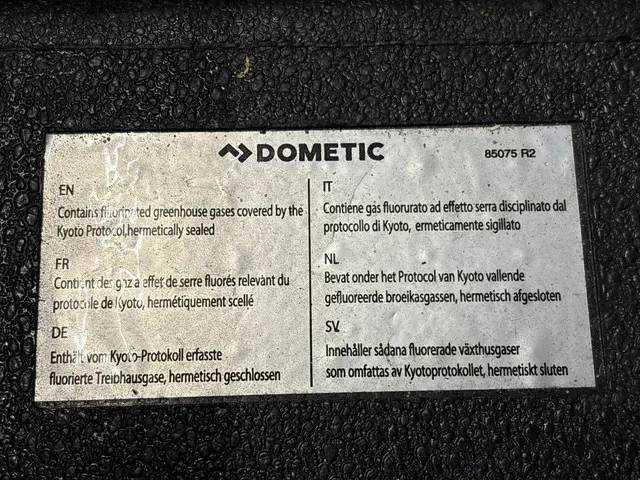 DOMETIC
85075 R2
EN
Contains fluorinated greenhouse gases covered by the
Kyoto Protocol,hermetically sealed
FR
Contient des gaz a effet de serre fluorés relevant du
protocole de Kyoto, hermétiquement scellé
DE
Enthält vom Kyoto-Protokoll erfasste
fluorierte Treibhausgase, hermetisch geschlossen
IT
Contiene gas fluorurato ad effetto serra disciplinato dal
protocollo di Kyoto, ermeticamente sigillato
NL
Bevat onder het Protocol van Kyoto vallende
gefluoreerde broeikasgassen, hermetisch afgesloten
SV
Innehåller sådana fluorerade växthusgaser
som omfattas av Kyotoprotokollet, hermetiskt sluten